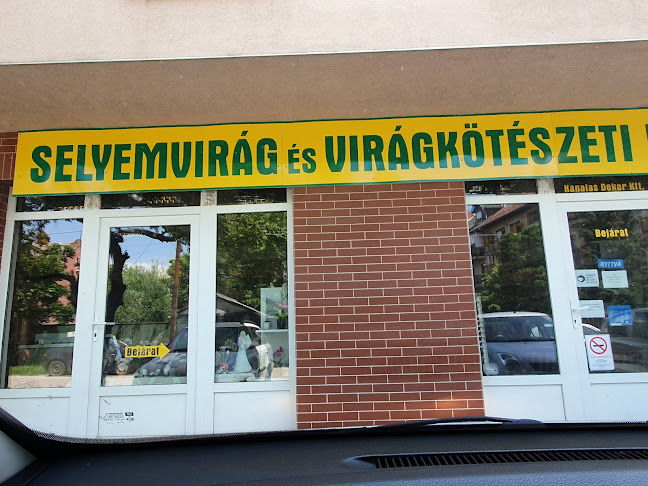 SELYEMVIRÁG ÉS VIRÁGKÖTÉSZETI
Kanalas Dekor Kft.
Bejárat
NYITVA
Bejárat